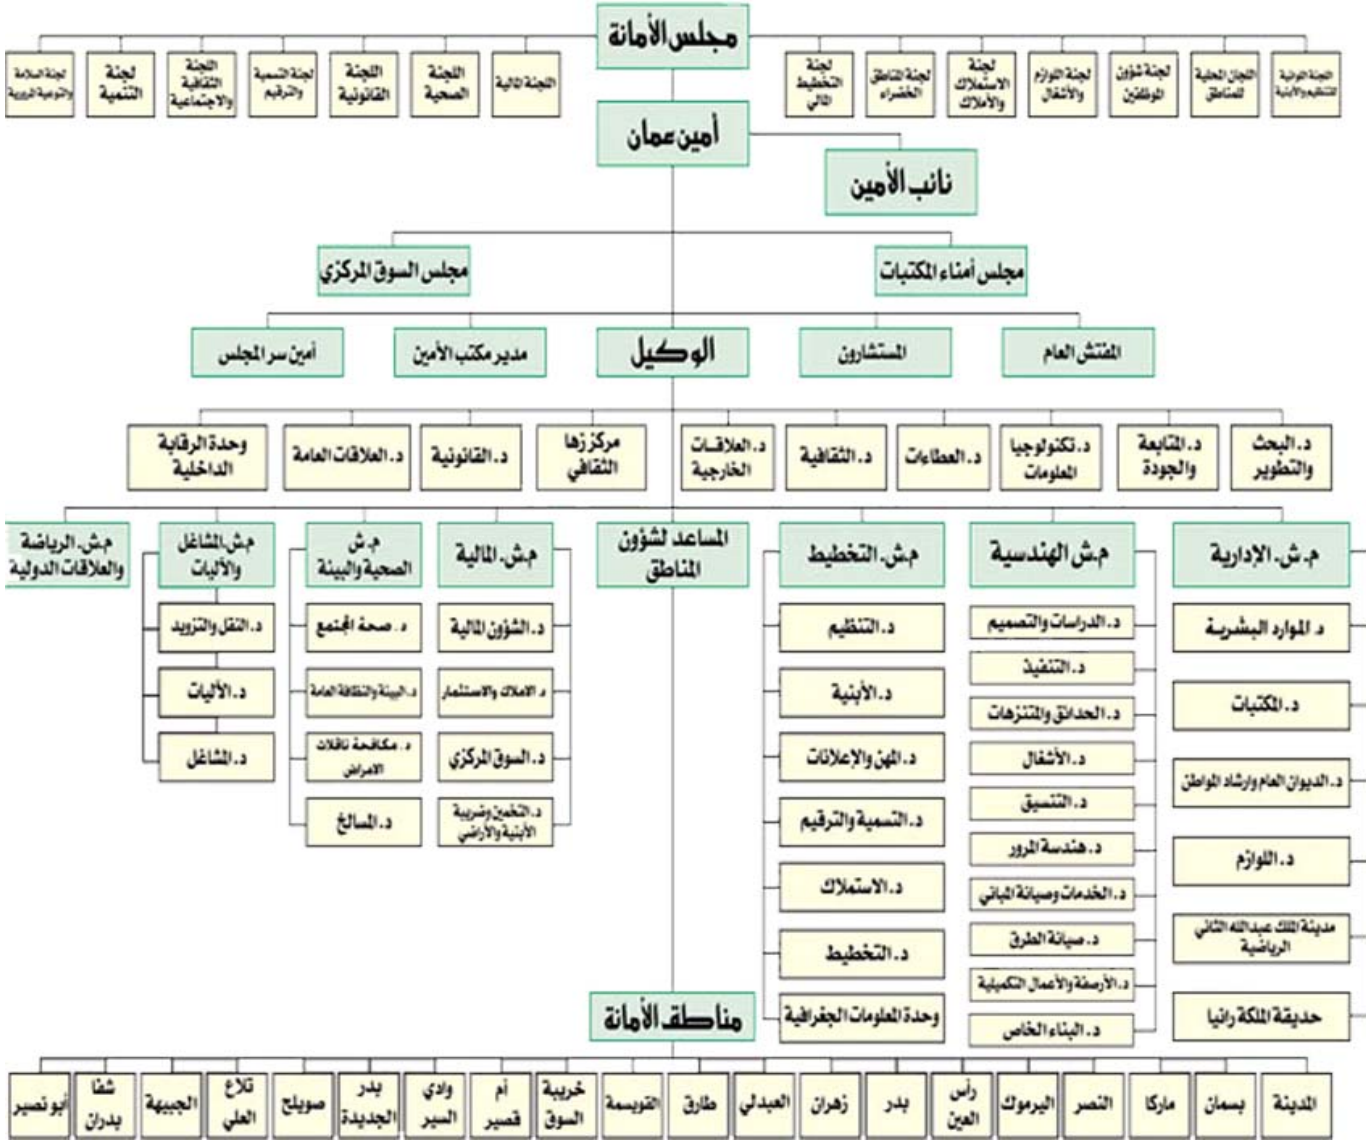 مجلس الأمانة
اللجنة اللوائية
للتنظيم والأبنية
اللجان المحلية
للمناطق
لجنة شؤون
الموظفين
لجنة اللوازم
والأشغال
لجنة
الاستملاك
والأملاك
لجنة المناطق
الخضراء
لجنة
التخطيط
المالي
اللجنة المالية
اللجنة
الصحية
اللجنة
القانونية
لجنة التسمية
والترقيم
اللجنة
الثقافية
والاجتماعية
لجنة
التنمية
لجنة السلامة
والتوعية المرورية
أمين عمان
نائب الأمين
مجلس أمناء المكتبات
مجلس السوق المركزي
المفتش العام
المستشارون
الوكيل
مدير مكتب الأمين
أمين سر المجلس
د. البحث
والتطوير
د. المتابعة
والجودة
د. تكنولوجيا
المعلومات
د. العطاءات
د. الثقافية
د. العلاقات
الخارجية
مركز زها
الثقافي
د. القانونية
د. العلاقات العامة
وحدة الرقابة
الداخلية
م.ش. الإدارية
م.ش الهندسية
م.ش. التخطيط
المساعد لشؤون
المناطق
م.ش. المالية
م.ش
الصحية والبيئة
م.ش. المشاغل
والأليات
م.ش. الرياضة
والعلاقات الدولية
د. الموارد البشرية
د. المكتبات
د. الديوان العام وارشاد المواطن
د. اللوازم
مدينة الملك عبدالله الثاني
الرياضية
حديقة الملكة رانيا
د. الدراسات والتصميم
د. التنفيذ
د. الحدائق والمتنزهات
د. الأشغال
د. التنسيق
د. هندسة المرور
د. الخدمات وصيانة المباني
د. صيانة الطرق
د. الأرصفة والأعمال التكميلية
د. البناء الخاص
د. التنظيم
د. الأبنية
د. المهن والإعلانات
د. التسمية والترقيم
د. الاستملاك
د. التخطيط
وحدة المعلومات الجغرافية
د. الشؤون المالية
د. الاملاك والاستثمار
د. السوق المركزي
د. التخمين وضريبة
الأبنية والأراضي
د. صحة المجتمع
د. البيئة والنظافة العامة
د. مكافحة ناقلات
الامراض
د. المسالخ
د. النقل والتزويد
د. الأليات
د. المشاغل
مناطق الأمانة
المدينة
بسمان
ماركا
النصر
اليرموك
رأس
العين
بدر
زهران
العبدلي
طارق
القويسمة
خريبة
السوق
أم
قصير
وادي
السير
بدر
الجديدة
صويلح
تلاع
العلي
الجبيهة
شفا
بدران
أبو نصير